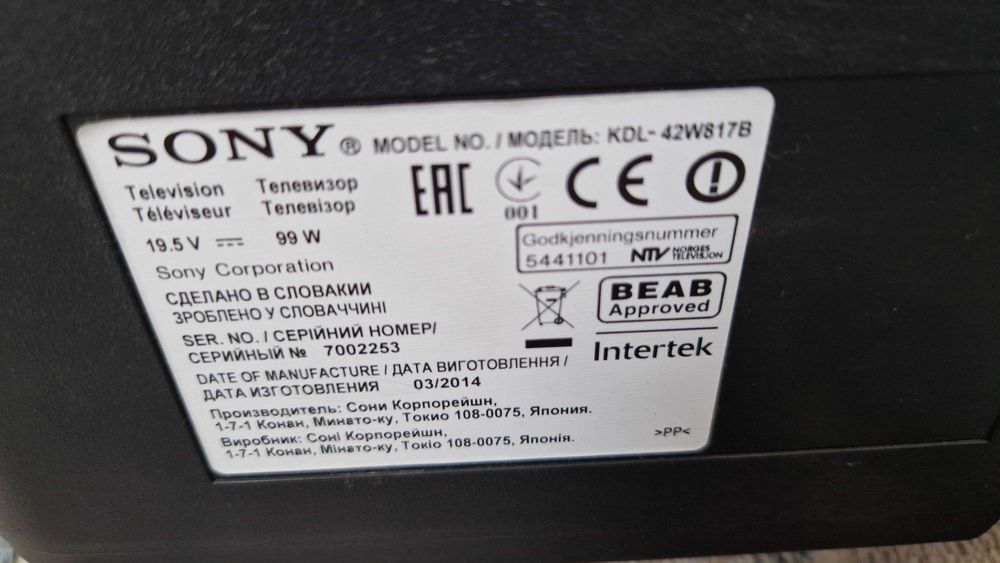 SONY® MODEL NO. / МОДЕЛЬ: KDL- 42W817B
Television Телевизор
Téléviseur Телевізор
EAC
001
CE
19.5 V 99 W
Godkjenningsnummer
5441101 NTV NORGES TELEVISJON
Sony Corporation
СДЕЛАНО В СЛОВАКИИ
ЗРОБЛЕНО У СЛОВАЧЧИНІ
BEAB
Approved
Intertek
SER. NO. / СЕРІЙНИЙ НОМЕР/
СЕРИЙНЫЙ № 7002253
DATE OF MANUFACTURE / ДАТА ВИГОТОВЛЕННЯ /
ДАТА ИЗГОТОВЛЕНИЯ 03/2014
Производитель: Сони Корпорейшн,
1-7-1 Конан, Минато-ку, Токио 108-0075, Япония.
Виробник: Соні Корпорейшн,
1-7-1 Конан, Мінато-ку, Токіо 108-0075, Японія.
>PP<